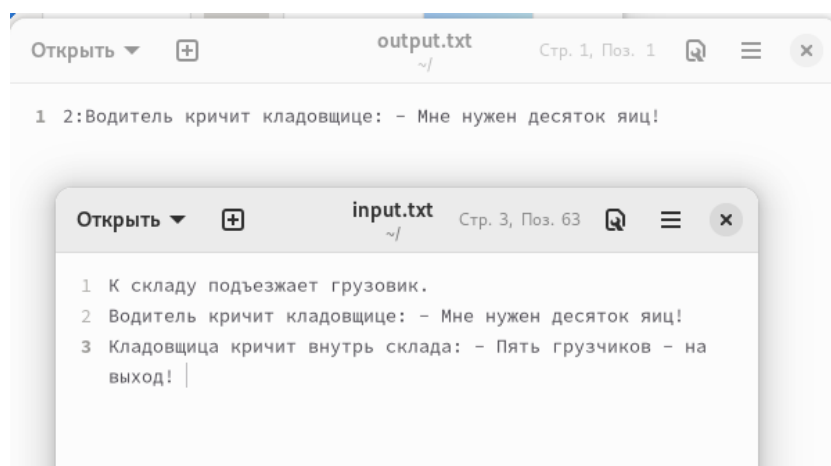 Открыть
output.txt
~/
Стр. 1, Поз. 1
1 2:Водитель кричит кладовщице: - Мне нужен десяток яиц!
Открыть
input.txt
~/
Стр. 3, Поз. 63
1 К складу подъезжает грузовик.
2 Водитель кричит кладовщице: - Мне нужен десяток яиц!
3 Кладовщица кричит внутрь склада: - Пять грузчиков - на
выход!